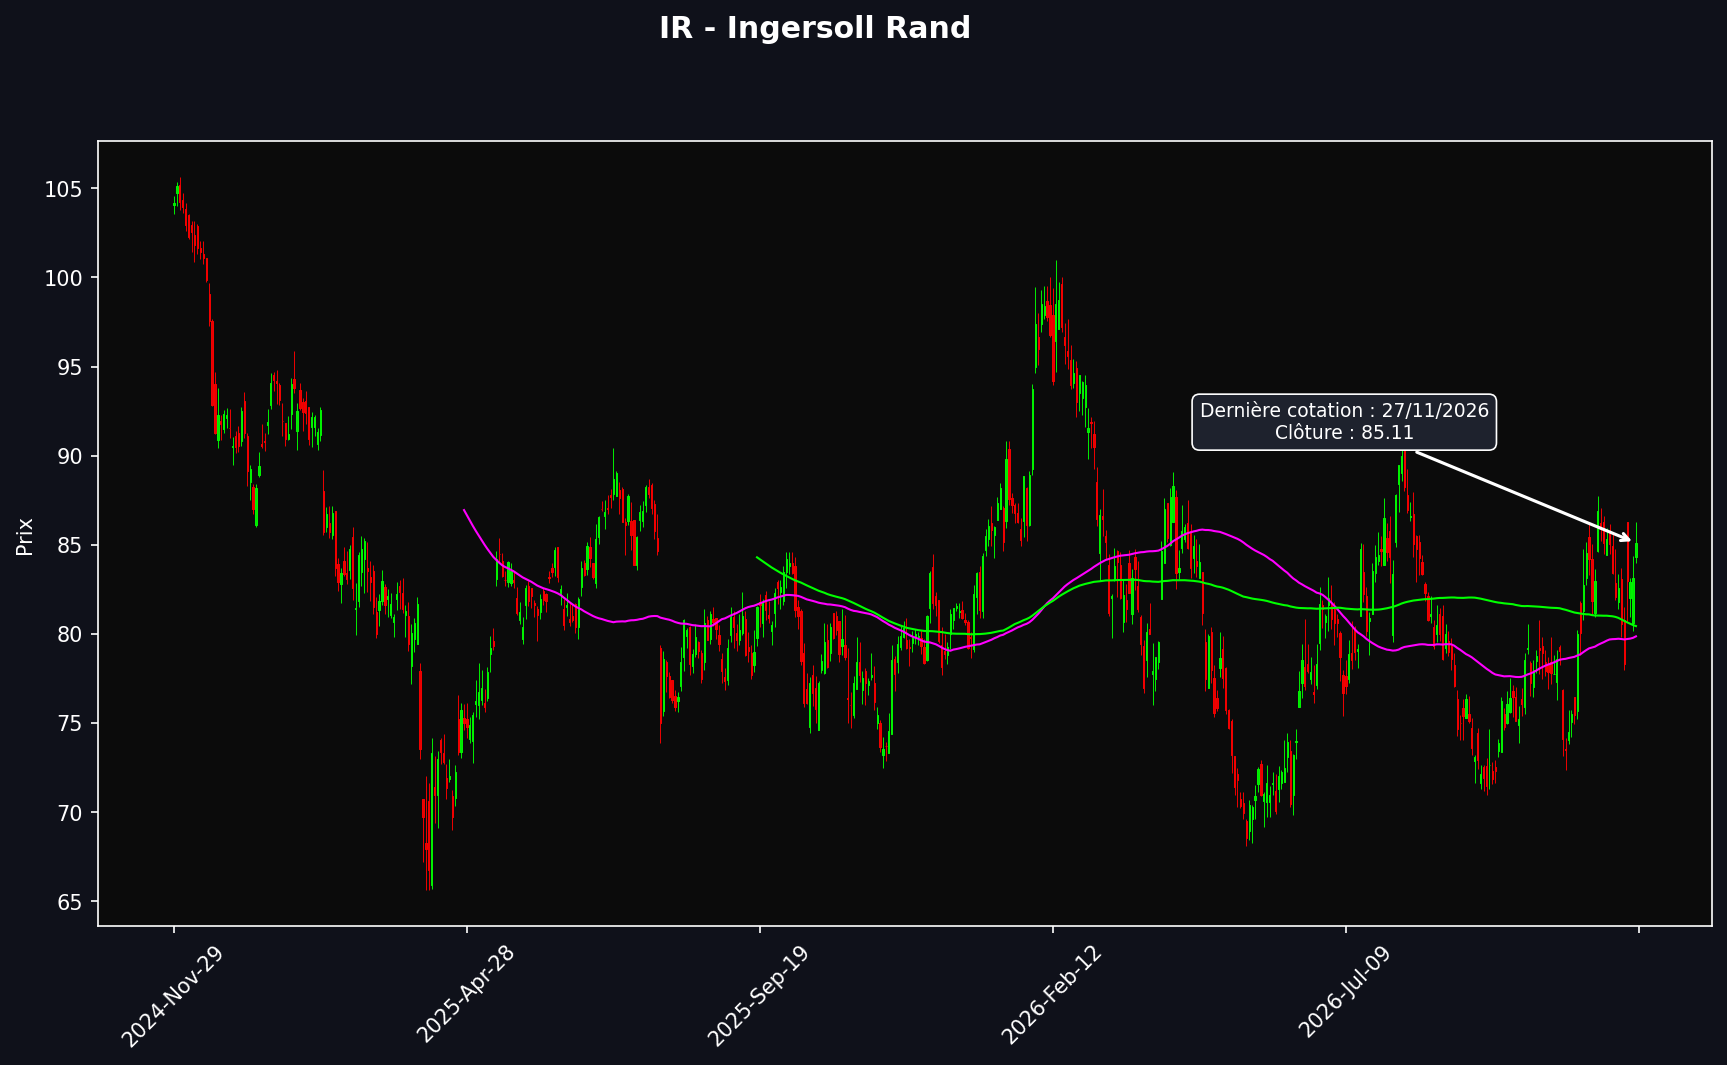 IR - Ingersoll Rand
Prix
105
100
95
90
85
80
75
70
65
Dernière cotation : 27/11/2026
Clôture : 85.11
2024-Nov-29
2025-Apr-28
2025-Sep-19
2026-Feb-12
2026-Jul-09